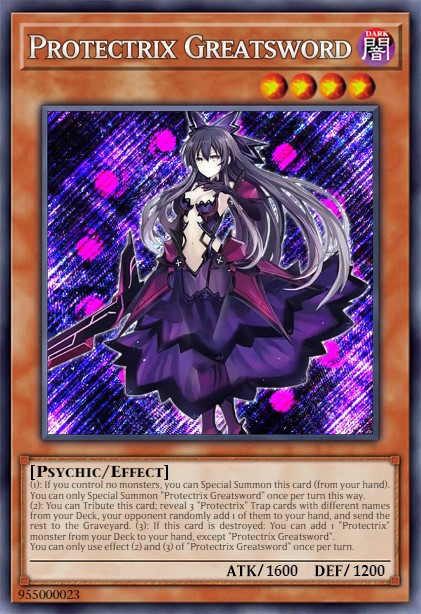 Protectrix Greatsword
DARK
闇
[Psychic/Effect]
(1): If you control no monsters, you can Special Summon this card (from your hand).
You can only Special Summon "Protectrix Greatsword" once per turn this way.
(2): You can Tribute this card; reveal 3 "Protectrix" Trap cards with different names
from your Deck, your opponent randomly add 1 of them to your hand, and send the
rest to the Graveyard. (3): If this card is destroyed: You can add 1 "Protectrix"
monster from your Deck to your hand, except "Protectrix Greatsword".
You can only use effect (2) and (3) of "Protectrix Greatsword" once per turn.
ATK/1600 DEF/1200
955000023